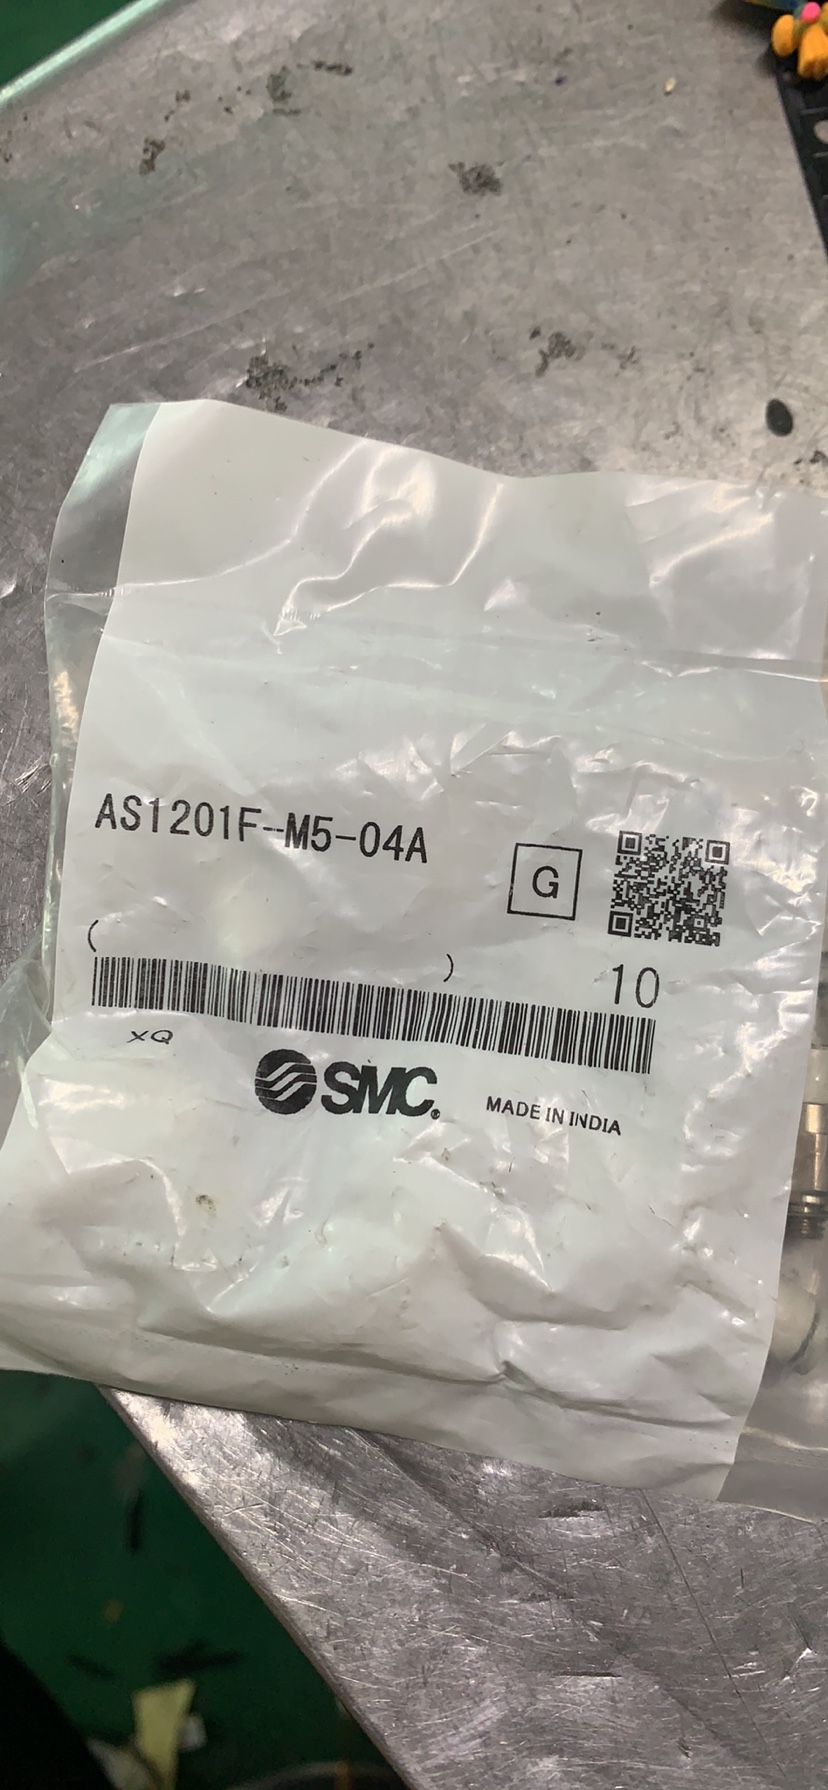 AS1201F-M5-04A
G
( )
10
XQ
SMC®
MADE IN INDIA